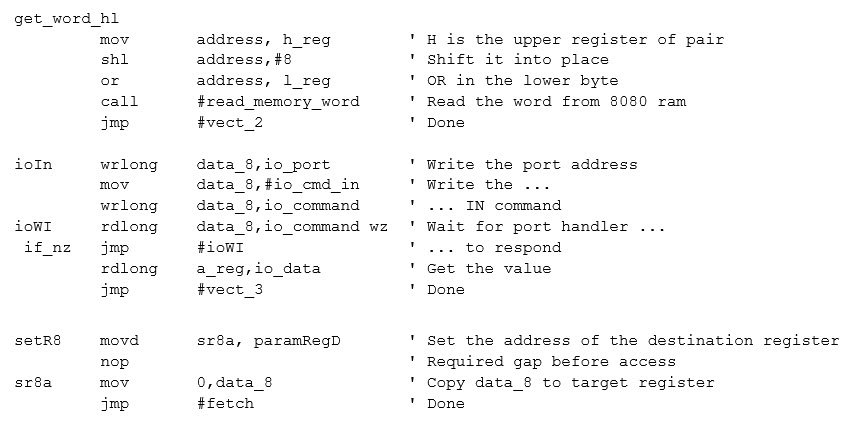 get_word_hl
mov address, h_reg ' H is the upper register of pair
shl address,#8 ' Shift it into place
or address, l_reg ' OR in the lower byte
call #read_memory_word ' Read the word from 8080 ram
jmp #vect_2 ' Done
ioIn wrlong data_8,io_port ' Write the port address
mov data_8,#io_cmd_in ' Write the ...
wrlong data_8,io_command ' ... IN command
ioWI rdlong data_8,io_command wz ' Wait for port handler ...
if_nz jmp #ioWI ' ... to respond
rdlong a_reg,io_data ' Get the value
jmp #vect_3 ' Done
setR8 movd sr8a, paramRegD ' Set the address of the destination register
nop ' Required gap before access
sr8a mov 0,data_8 ' Copy data_8 to target register
jmp #fetch ' Done